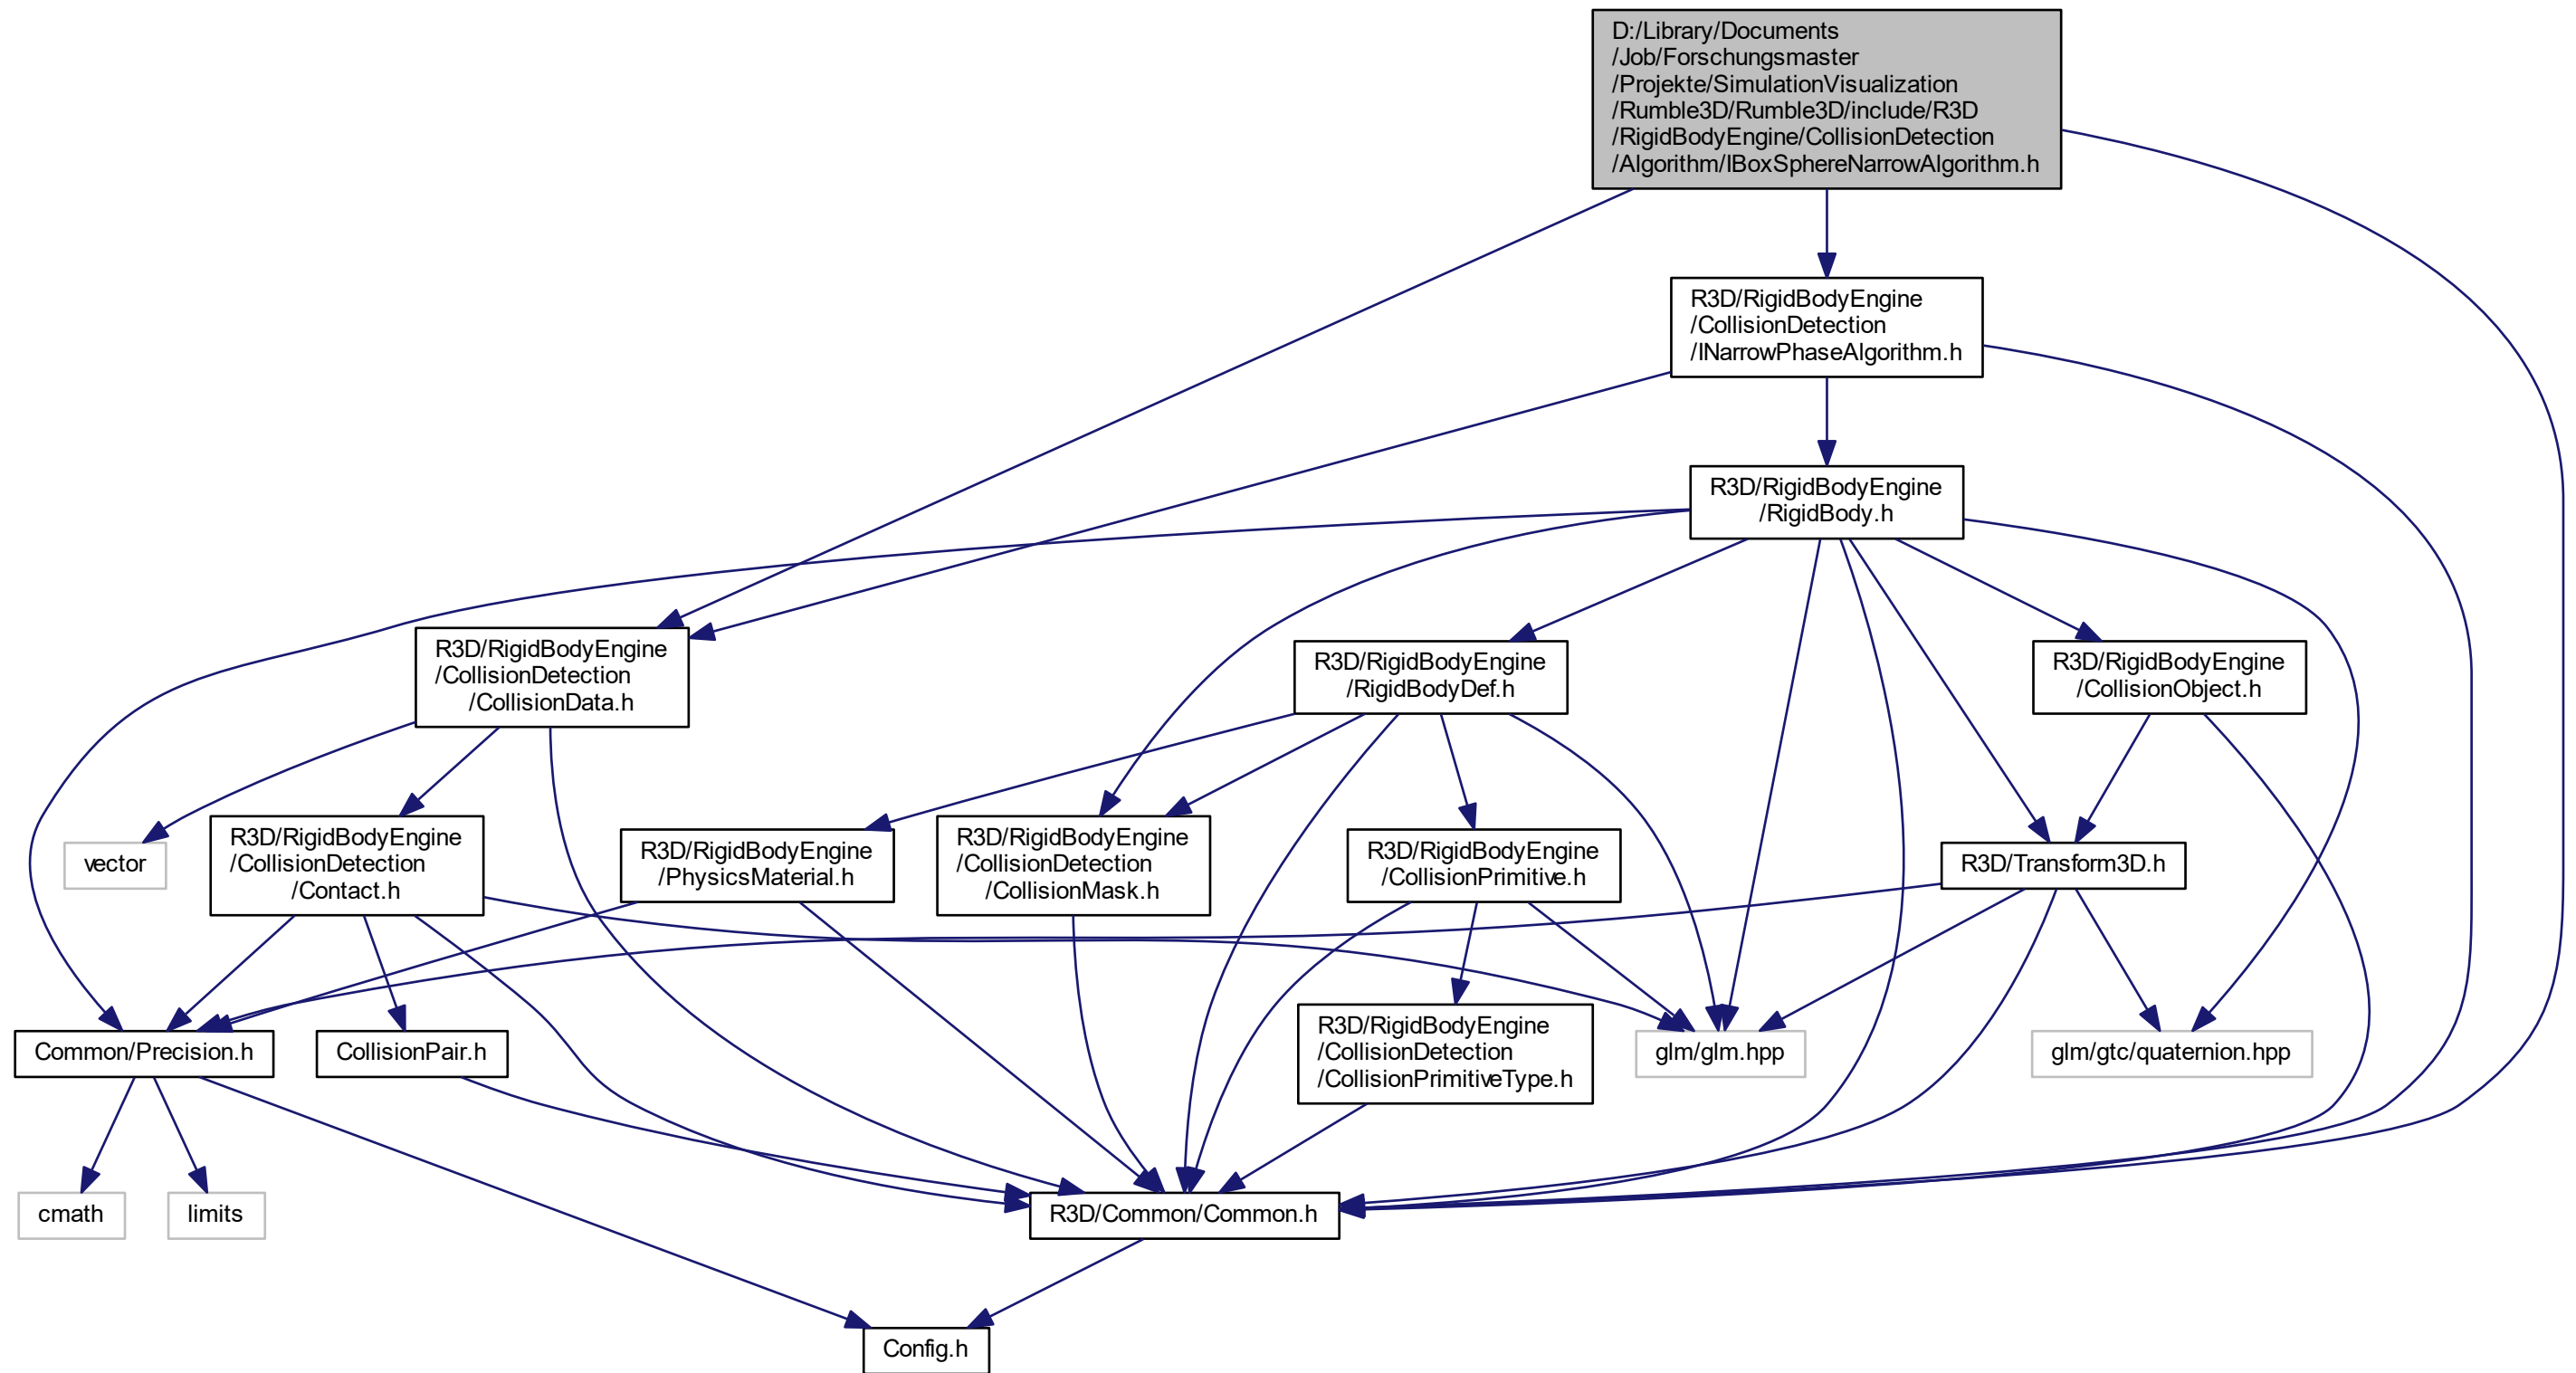 D:/Library/Documents
/Job/Forschungsmaster
/Projekte/SimulationVisualization
/Rumble3D/Rumble3D/include/R3D
/RigidBodyEngine/CollisionDetection
/Algorithm/IBoxSphereNarrowAlgorithm.h
R3D/RigidBodyEngine
/CollisionDetection
/INarrowPhaseAlgorithm.h
R3D/RigidBodyEngine
/RigidBody.h
R3D/RigidBodyEngine
/CollisionDetection
/CollisionData.h
R3D/RigidBodyEngine
/RigidBodyDef.h
R3D/RigidBodyEngine
/CollisionObject.h
vector
R3D/RigidBodyEngine
/CollisionDetection
/Contact.h
R3D/RigidBodyEngine
/PhysicsMaterial.h
R3D/RigidBodyEngine
/CollisionDetection
/CollisionMask.h
R3D/RigidBodyEngine
/CollisionPrimitive.h
R3D/Transform3D.h
Common/Precision.h
CollisionPair.h
R3D/RigidBodyEngine
/CollisionDetection
/CollisionPrimitiveType.h
glm/glm.hpp
glm/gtc/quaternion.hpp
cmath
limits
R3D/Common/Common.h
Config.h